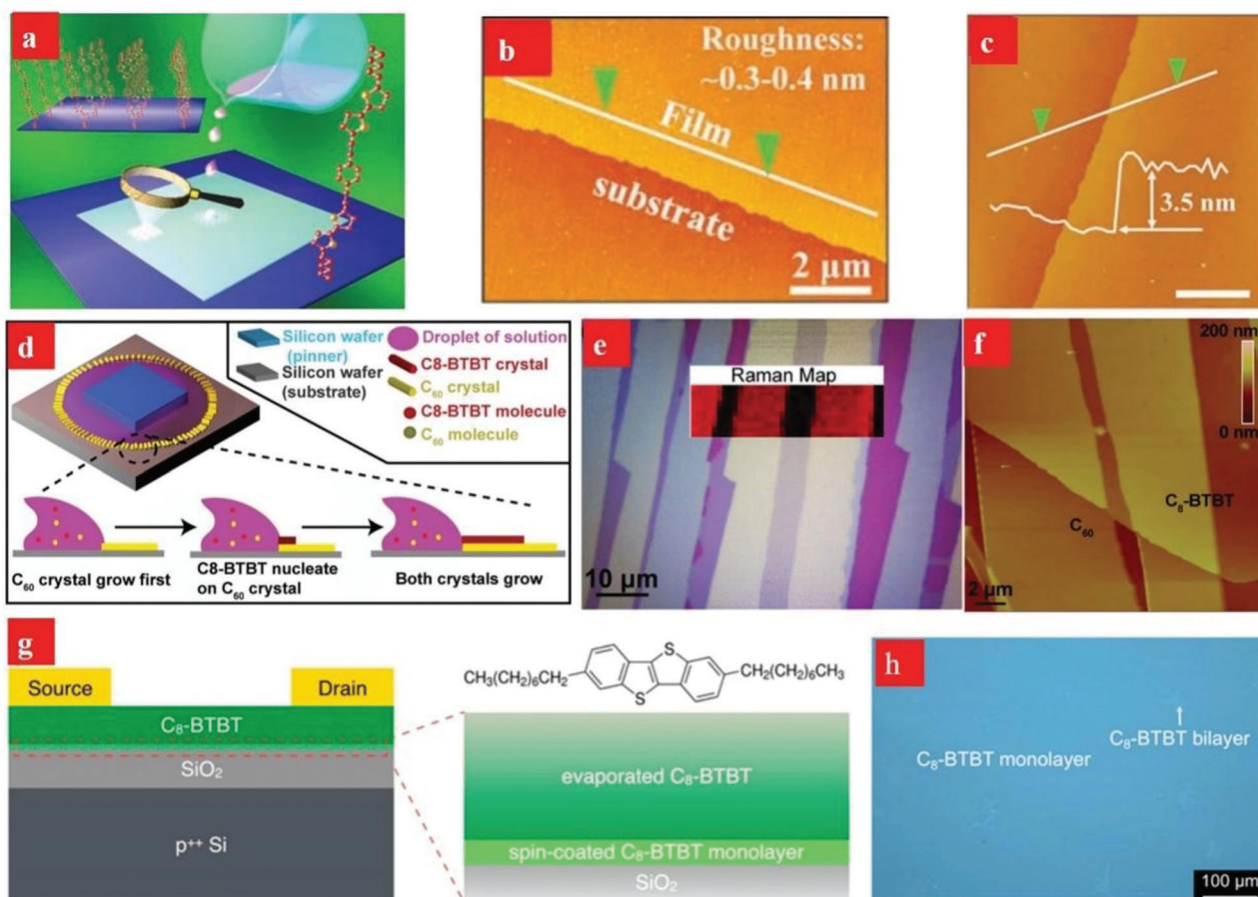 a
b
Roughness:
~0.3-0.4 nm
Film
substrate
2 μm
c
3.5 nm
d
Silicon wafer
(pinner)
Silicon wafer
(substrate)
Droplet of solution
C8-BTBT crystal
C₆₀ crystal
C8-BTBT molecule
C₆₀ molecule
C₆₀ crystal grow first
C8-BTBT nucleate
on C₆₀ crystal
Both crystals grow
e
Raman Map
10 μm
f
200 nm
0 nm
C₈-BTBT
C₆₀
2 μm
g
Source
Drain
C₈-BTBT
SiO₂
p⁺⁺ Si
CH₃(CH₂)₆CH₂
S
S
CH₂(CH₂)₆CH₃
evaporated C₈-BTBT
spin-coated C₈-BTBT monolayer
SiO₂
h
C₈-BTBT monolayer
C₈-BTBT bilayer
100 μm